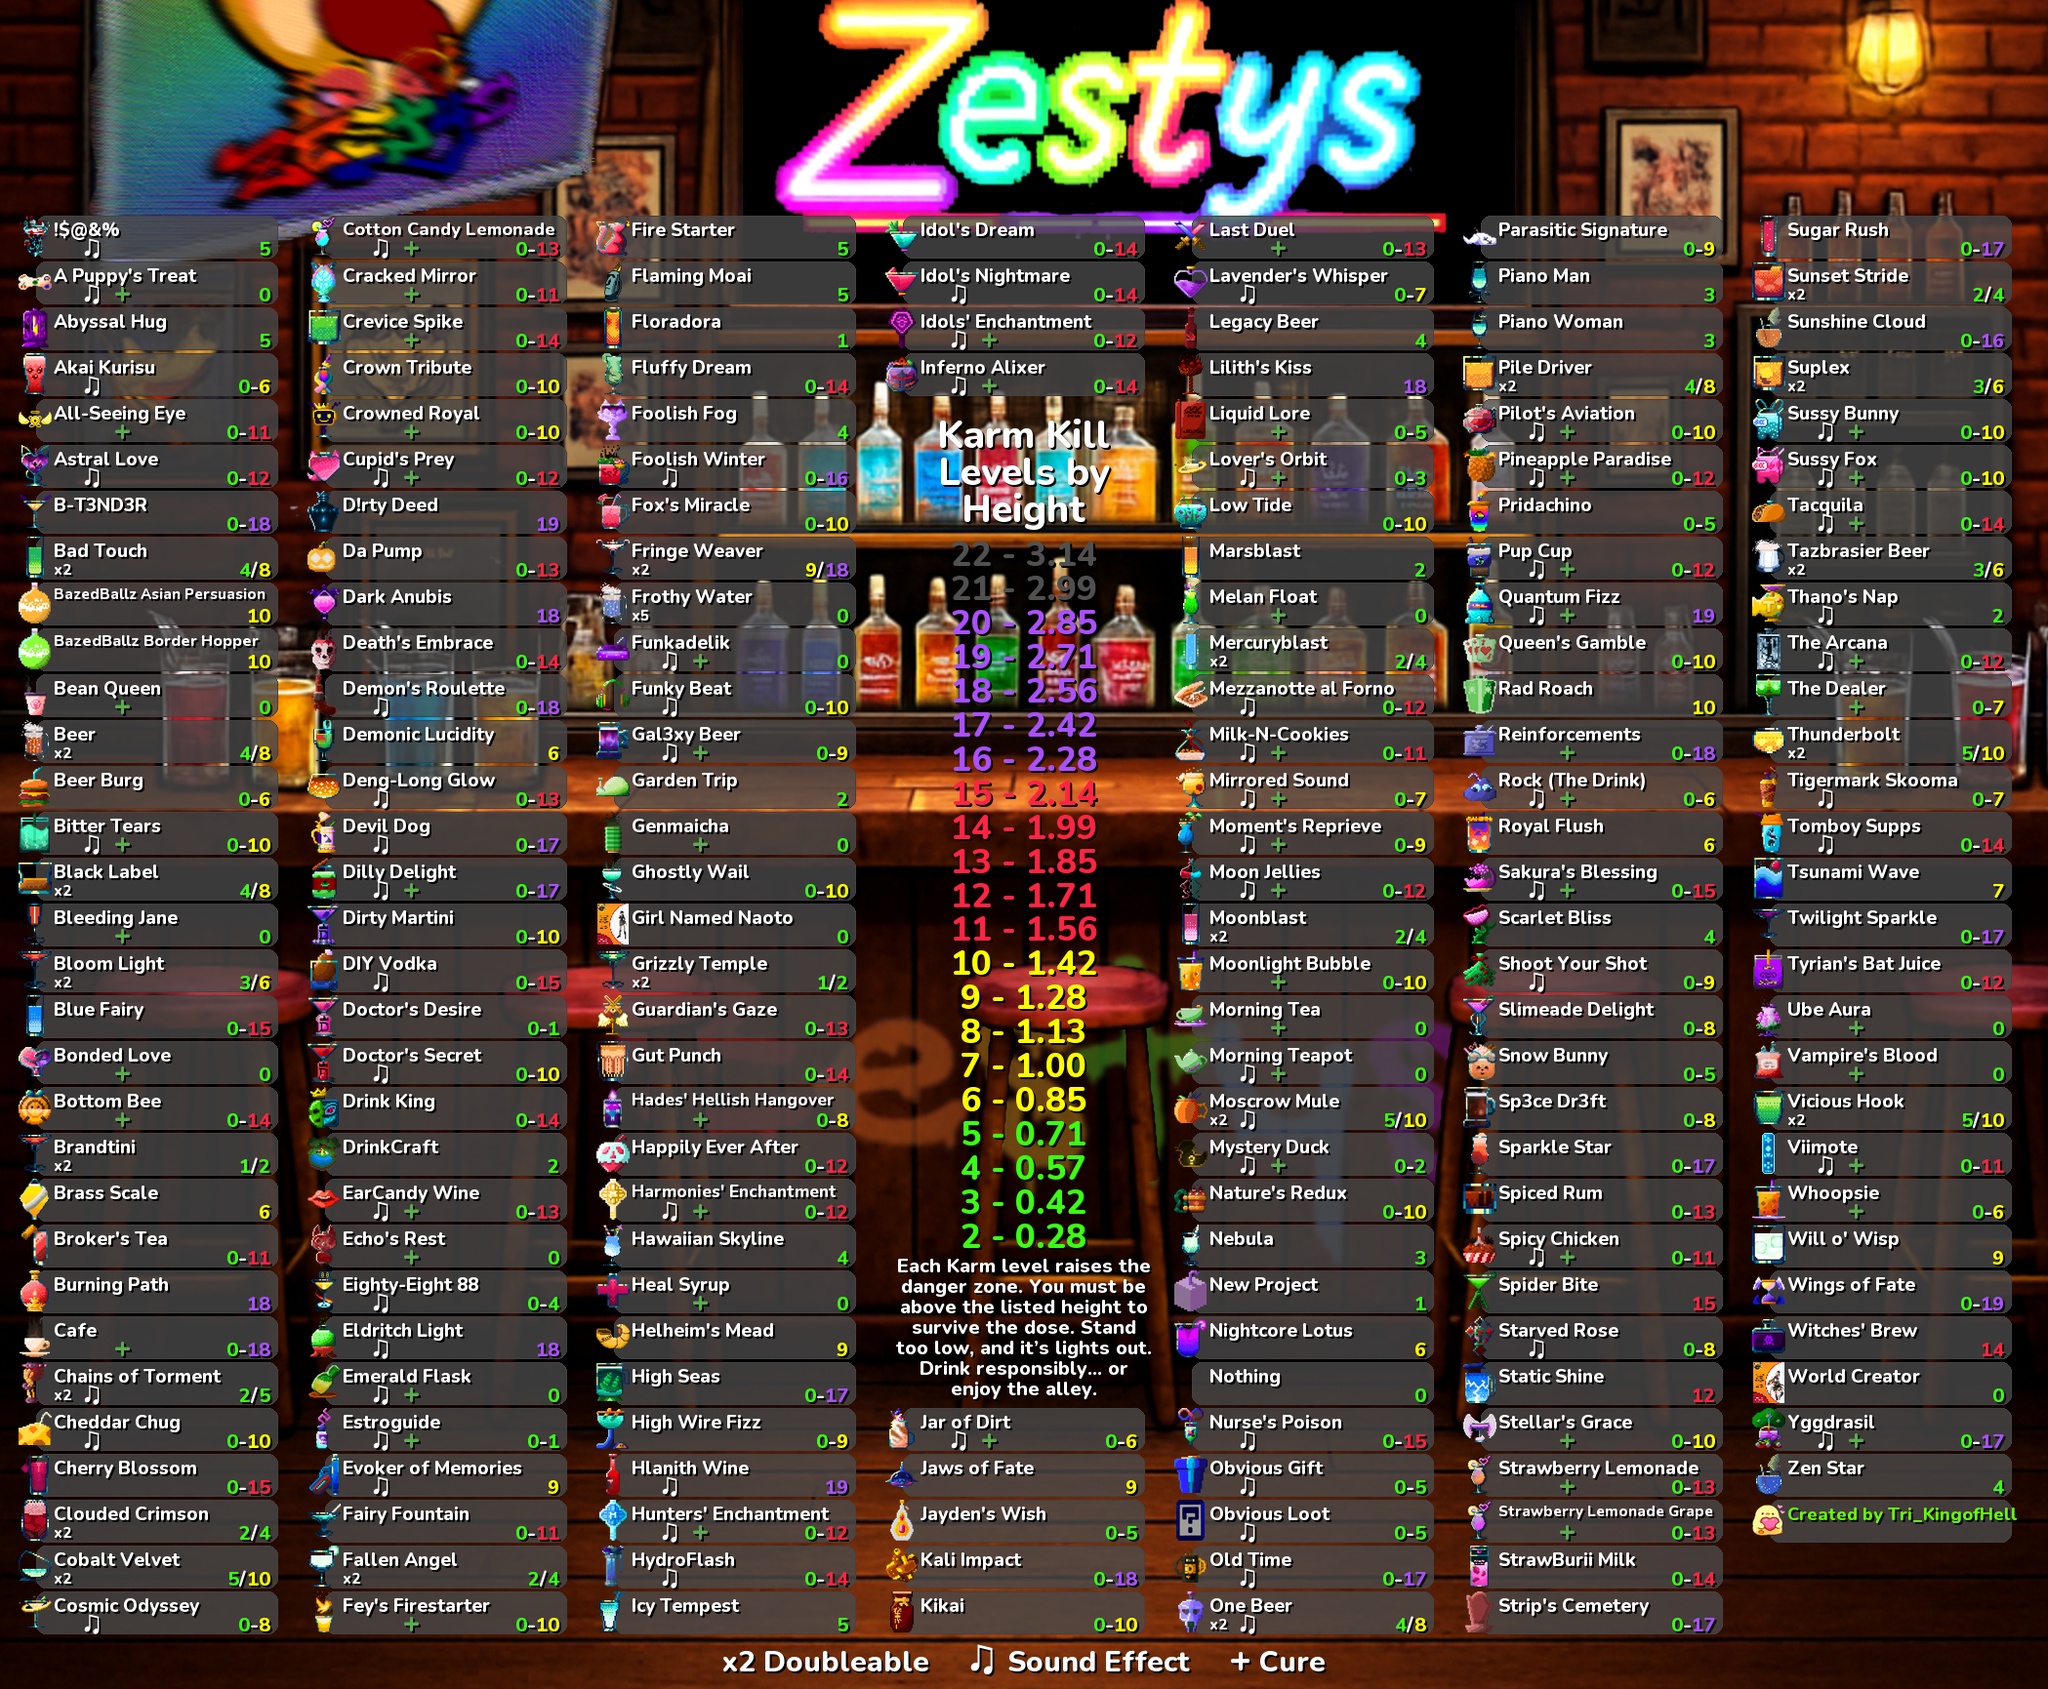 Zestys
!$@&%
♫ 5
A Puppy's Treat
♫ + 0
Abyssal Hug
5
Akai Kurisu
♫ 0-6
All-Seeing Eye
+ 0-11
Astral Love
♫ 0-12
B-T3ND3R
0-18
Bad Touch
x2 4/8
BazedBallz Asian Persuasion
10
BazedBallz Border Hopper
10
Bean Queen
+ 0
Beer
x2 4/8
Beer Burg
0-6
Bitter Tears
♫ + 0-10
Black Label
x2 4/8
Bleeding Jane
+ 0
Bloom Light
x2 3/6
Blue Fairy
0-15
Bonded Love
+ 0
Bottom Bee
+ 0-14
Brandtini
x2 1/2
Brass Scale
6
Broker's Tea
0-11
Burning Path
18
Cafe
+ 0-18
Chains of Torment
x2 ♫ 2/5
Cheddar Chug
♫ 0-10
Cherry Blossom
0-15
Clouded Crimson
x2 2/4
Cobalt Velvet
x2 5/10
Cosmic Odyssey
♫ 0-8
Cotton Candy Lemonade
♫ + 0-13
Cracked Mirror
+ 0-11
Crevice Spike
+ 0-14
Crown Tribute
0-10
Crowned Royal
+ 0-10
Cupid's Prey
♫ + 0-12
D!rty Deed
19
Da Pump
0-13
Dark Anubis
18
Death's Embrace
0-14
Demon's Roulette
♫ 0-18
Demonic Lucidity
6
Deng-Long Glow
♫ 0-13
Devil Dog
♫ 0-17
Dilly Delight
♫ + 0-17
Dirty Martini
0-10
DIY Vodka
♫ 0-15
Doctor's Desire
0-1
Doctor's Secret
♫ 0-10
Drink King
0-14
DrinkCraft
2
EarCandy Wine
♫ + 0-13
Echo's Rest
+ 0
Eighty-Eight 88
♫ 0-4
Eldritch Light
♫ 18
Emerald Flask
♫ + 0
Estroguide
♫ + 0-1
Evoker of Memories
♫ 9
Fairy Fountain
0-11
Fallen Angel
x2 2/4
Fey's Firestarter
+ 0-10
Fire Starter
5
Flaming Moai
5
Floradora
1
Fluffy Dream
0-14
Foolish Fog
4
Foolish Winter
♫ 0-16
Fox's Miracle
0-10
Fringe Weaver
x2 9/18
Frothy Water
x5 0
Funkadelik
♫ + 0
Funky Beat
♫ 0-10
Gal3xy Beer
♫ + 0-9
Garden Trip
2
Genmaicha
+ 0
Ghostly Wail
0-10
Girl Named Naoto
0
Grizzly Temple
x2 1/2
Guardian's Gaze
0-13
Gut Punch
0-14
Hades' Hellish Hangover
+ 0-8
Happily Ever After
0-12
Harmonies' Enchantment
♫ + 0-12
Hawaiian Skyline
4
Heal Syrup
+ 0
Helheim's Mead
9
High Seas
0-17
High Wire Fizz
0-9
Hlanith Wine
19
Hunters' Enchantment
♫ + 0-12
HydroFlash
♫ 0-14
Icy Tempest
5
Idol's Dream
0-14
Idol's Nightmare
♫ 0-14
Idols' Enchantment
♫ + 0-12
Inferno Alixer
♫ + 0-14
Karm Kill
Levels by
Height
22 - 3.14
21 - 2.99
20 - 2.85
19 - 2.71
18 - 2.56
17 - 2.42
16 - 2.28
15 - 2.14
14 - 1.99
13 - 1.85
12 - 1.71
11 - 1.56
10 - 1.42
9 - 1.28
8 - 1.13
7 - 1.00
6 - 0.85
5 - 0.71
4 - 0.57
3 - 0.42
2 - 0.28
Each Karm level raises the
danger zone. You must be
above the listed height to
survive the dose. Stand
too low, and it's lights out.
Drink responsibly... or
enjoy the alley.
Jar of Dirt
♫ + 0-6
Jaws of Fate
9
Jayden's Wish
0-5
Kali Impact
0-18
Kikai
0-10
Last Duel
+ 0-13
Lavender's Whisper
♫ 0-7
Legacy Beer
4
Lilith's Kiss
18
Liquid Lore
+ 0-5
Lover's Orbit
♫ + 0-3
Low Tide
0-10
Marsblast
2
Melan Float
+ 0
Mercuryblast
x2 2/4
Mezzanotte al Forno
♫ 0-12
Milk-N-Cookies
♫ 0-11
Mirrored Sound
♫ + 0-7
Moment's Reprieve
♫ + 0-9
Moon Jellies
♫ + 0-12
Moonblast
x2 2/4
Moonlight Bubble
+ 0-10
Morning Tea
+ 0
Morning Teapot
♫ + 0
Moscrow Mule
x2 ♫ 5/10
Mystery Duck
♫ + 0-2
Nature's Redux
0-10
Nebula
3
New Project
1
Nightcore Lotus
6
Nothing
0
Nurse's Poison
♫ 0-15
Obvious Gift
♫ 0-5
Obvious Loot
♫ 0-5
Old Time
♫ 0-17
One Beer
x2 ♫ 4/8
Parasitic Signature
0-9
Piano Man
3
Piano Woman
3
Pile Driver
x2 4/8
Pilot's Aviation
♫ + 0-10
Pineapple Paradise
♫ + 0-12
Pridachino
0-5
Pup Cup
♫ + 0-12
Quantum Fizz
♫ + 19
Queen's Gamble
0-10
Rad Roach
10
Reinforcements
+ 0-18
Rock (The Drink)
♫ + 0-6
Royal Flush
6
Sakura's Blessing
♫ + 0-15
Scarlet Bliss
4
Shoot Your Shot
♫ 0-9
Slimeade Delight
0-8
Snow Bunny
0-5
Sp3ce Dr3ft
0-8
Sparkle Star
0-17
Spiced Rum
0-13
Spicy Chicken
♫ + 0-11
Spider Bite
15
Starved Rose
♫ 0-8
Static Shine
12
Stellar's Grace
+ 0-10
Strawberry Lemonade
+ 0-13
Strawberry Lemonade Grape
+ 0-13
StrawBurii Milk
0-14
Strip's Cemetery
0-17
Sugar Rush
0-17
Sunset Stride
x2 2/4
Sunshine Cloud
0-16
Suplex
x2 3/6
Sussy Bunny
♫ + 0-10
Sussy Fox
♫ + 0-10
Tacquila
♫ + 0-14
Tazbrasier Beer
x2 3/6
Thano's Nap
2
The Arcana
♫ + 0-12
The Dealer
+ 0-7
Thunderbolt
x2 5/10
Tigermark Skooma
♫ 0-7
Tomboy Supps
♫ 0-14
Tsunami Wave
7
Twilight Sparkle
0-17
Tyrian's Bat Juice
0-12
Ube Aura
+ 0
Vampire's Blood
+ 0
Vicious Hook
x2 5/10
Viimote
♫ + 0-11
Whoopsie
+ 0-6
Will o' Wisp
9
Wings of Fate
0-19
Witches' Brew
14
World Creator
0
Yggdrasil
♫ + 0-17
Zen Star
4
Created by Tri_KingofHell
x2 Doubleable ♫ Sound Effect + Cure